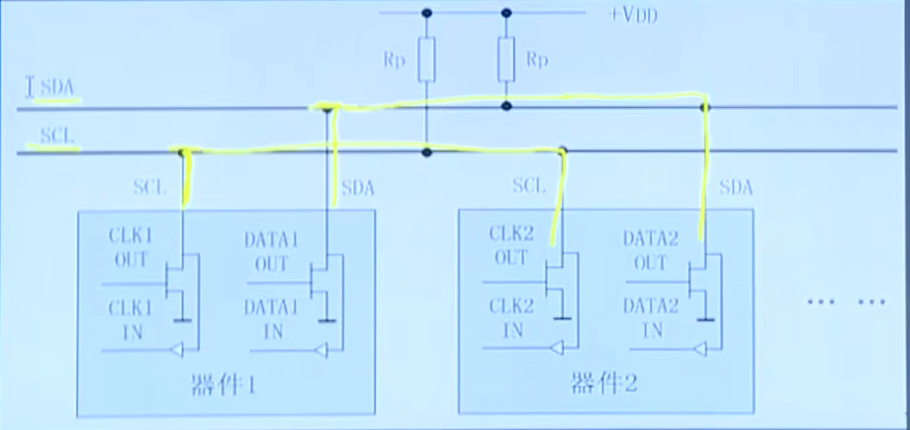 +VDD
Rp
Rp
SDA
SCL
SCL
SDA
SCL
SDA
CLK1
OUT
DATA1
OUT
CLK1
IN
DATA1
IN
器件1
CLK2
OUT
DATA2
OUT
CLK2
IN
DATA2
IN
器件2
... ...